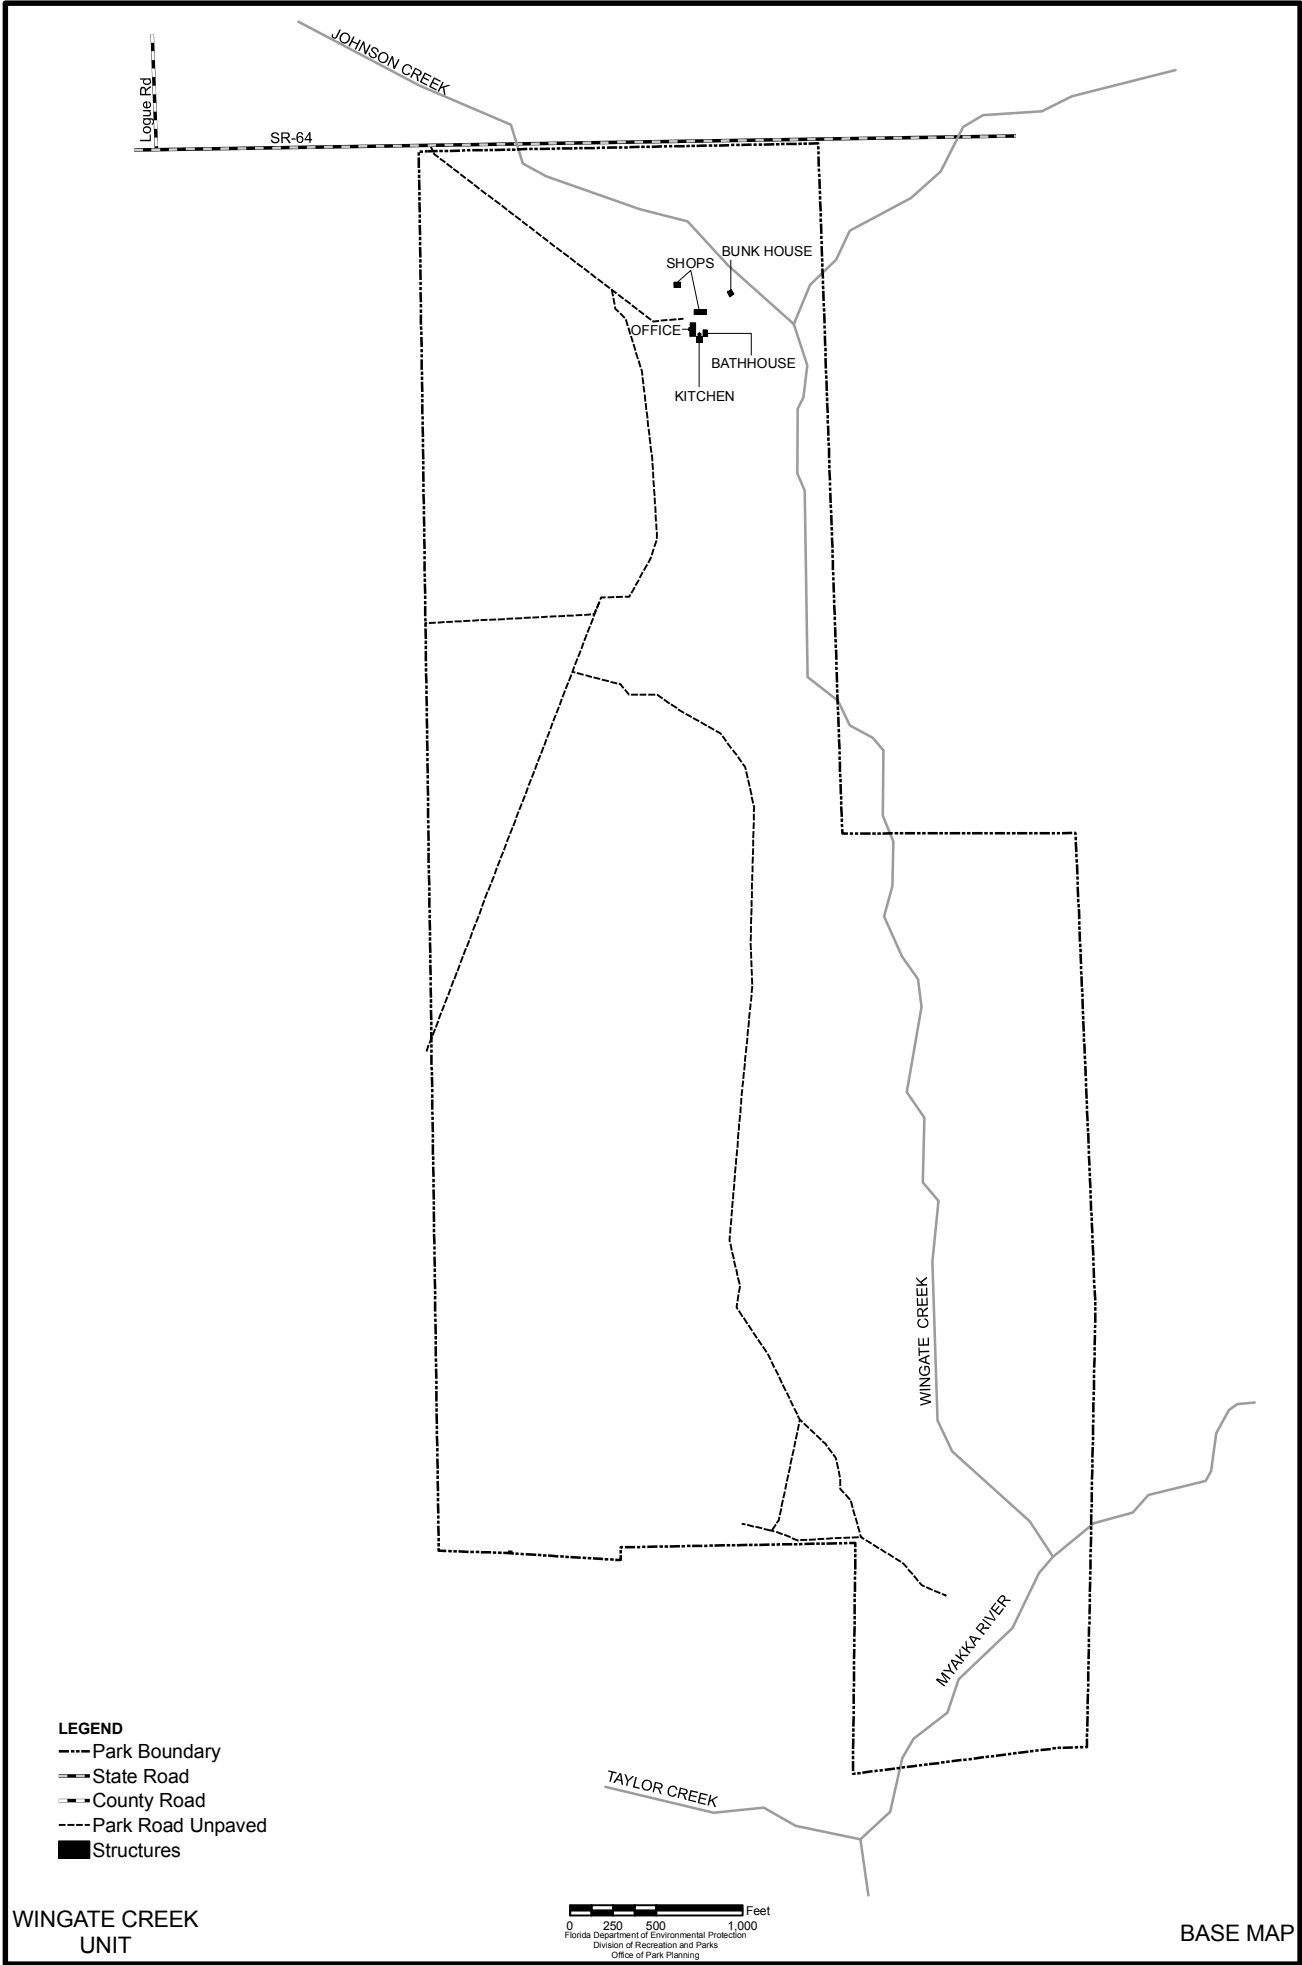 JOHNSON CREEK
Logue Rd
SR-64
BUNK HOUSE
SHOPS
OFFICE
BATHHOUSE
KITCHEN
WINGATE CREEK
MYAKKA RIVER
TAYLOR CREEK
LEGEND
Park Boundary
State Road
County Road
Park Road Unpaved
Structures
WINGATE CREEK
UNIT
Feet
0 250 500 1,000
Florida Department of Environmental Protection
Division of Recreation and Parks
Office of Park Planning
BASE MAP